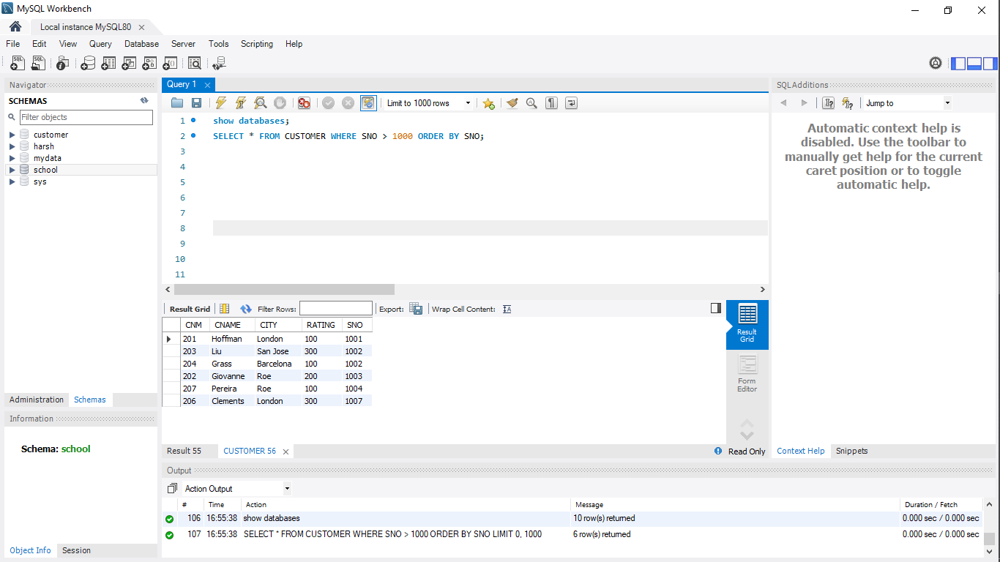 MySQL Workbench
Local instance MySQL80
File Edit View Query Database Server Tools Scripting Help
Navigator
SCHEMAS
Filter objects
customer
harsh
mydata
school
sys
Administration Schemas
Information
Schema: school
Object Info Session
Query 1
Limit to 1000 rows
1 show databases;
2 SELECT * FROM CUSTOMER WHERE SNO > 1000 ORDER BY SNO;
3
4
5
6
7
8
9
10
11
Result Grid Filter Rows: Export: Wrap Cell Content:
CNM CNAME CITY RATING SNO
201 Hoffman London 100 1001
203 Liu San Jose 300 1002
204 Grass Barcelona 100 1002
202 Giovanne Roe 200 1003
207 Pereira Roe 100 1004
206 Clements London 300 1007
Result
Grid
Form
Editor
Result 55 CUSTOMER 56 Read Only
SQLAdditions
Jump to
Automatic context help is
disabled. Use the toolbar to
manually get help for the current
caret position or to toggle
automatic help.
Context Help Snippets
Output
Action Output
# Time Action Message Duration / Fetch
106 16:55:38 show databases 10 row(s) returned 0.000 sec / 0.000 sec
107 16:55:38 SELECT * FROM CUSTOMER WHERE SNO > 1000 ORDER BY SNO LIMIT 0, 1000 6 row(s) returned 0.000 sec / 0.000 sec